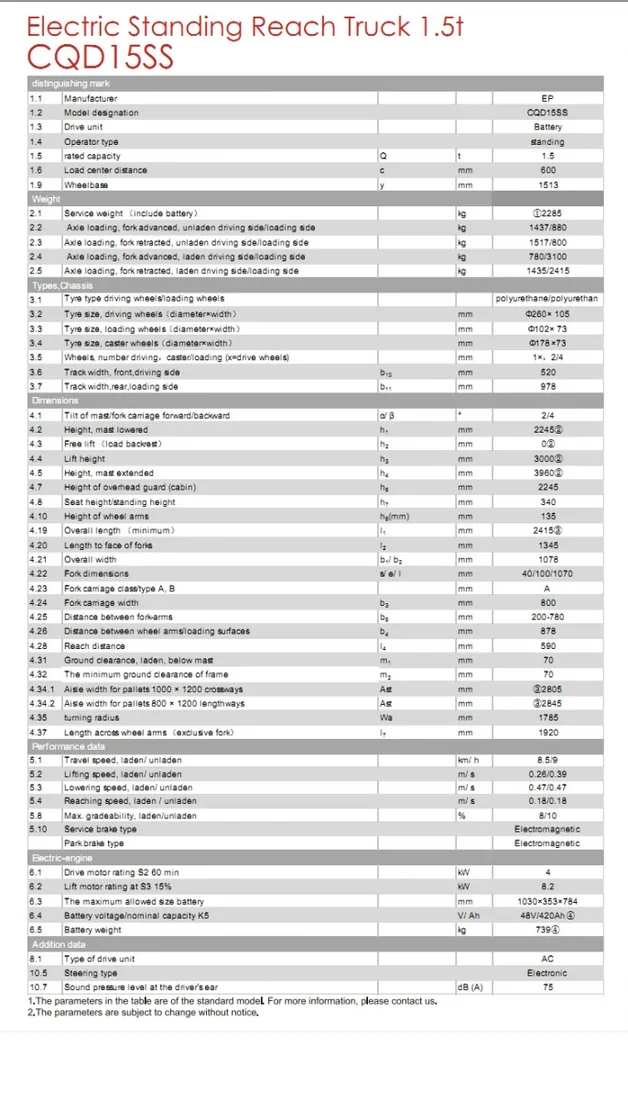 Electric Standing Reach Truck 1.5t
CQD15SS
distinguishing mark
1.1 Manufacturer EP
1.2 Model designation CQD15SS
1.3 Drive unit Battery
1.4 Operator type standing
1.5 rated capacity Q t 1.5
1.6 Load center distance c mm 600
1.9 Wheelbase y mm 1513
Weight
2.1 Service weight（include battery） kg ①2285
2.2 Axle loading, fork advanced, unladen driving side/loading side kg 1437/880
2.3 Axle loading, fork retracted, unladen driving side/loading side kg 1517/800
2.4 Axle loading, fork advanced, laden driving side/loading side kg 780/3100
2.5 Axle loading, fork retracted, laden driving side/loading side kg 1435/2415
Types,Chassis
3.1 Tyre type driving wheels/loading wheels polyurethane/polyurethan
3.2 Tyre size, driving wheels（diameter×width） mm Φ260× 105
3.3 Tyre size, loading wheels（diameter×width） mm Φ102× 73
3.4 Tyre size, caster wheels（diameter×width） mm Φ178×73
3.5 Wheels, number driving，caster/loading (x=drive wheels) mm 1×，2/4
3.6 Track width, front,driving side b₁₀ mm 520
3.7 Track width,rear,loading side b₁₁ mm 978
Dimensions
4.1 Tilt of mast/fork carriage forward/backward α/ β ° 2/4
4.2 Height, mast lowered h₁ mm 2245②
4.3 Free lift（load backrest） h₂ mm 0②
4.4 Lift height h₃ mm 3000②
4.5 Height, mast extended h₄ mm 3960②
4.7 Height of overhead guard (cabin) h₆ mm 2245
4.8 Seat height/standing height h₇ mm 340
4.10 Height of wheel arms h₈(mm) mm 135
4.19 Overall length （minimum） l₁ mm 2415③
4.20 Length to face of forks l₂ mm 1345
4.21 Overall width b₁/ b₂ mm 1078
4.22 Fork dimensions s/ e/ l mm 40/100/1070
4.23 Fork carriage class/type A, B mm A
4.24 Fork carriage width b₃ mm 800
4.25 Distance between fork-arms b₅ mm 200-780
4.26 Distance between wheel arms/loading surfaces b₄ mm 878
4.28 Reach distance l₄ mm 590
4.31 Ground clearance, laden, below mast m₁ mm 70
4.32 The minimum ground clearance of frame m₂ mm 70
4.34.1 Aisle width for pallets 1000 × 1200 crossways Ast mm ③2805
4.34.2 Aisle width for pallets 800 × 1200 lengthways Ast mm ③2845
4.35 turning radius Wa mm 1785
4.37 Length across wheel arms（exclusive fork） l₇ mm 1920
Performance data
5.1 Travel speed, laden/ unladen km/ h 8.5/9
5.2 Lifting speed, laden/ unladen m/ s 0.26/0.39
5.3 Lowering speed, laden/ unladen m/ s 0.47/0.47
5.4 Reaching speed, laden / unladen m/ s 0.18/0.18
5.8 Max. gradeability, laden/unladen % 8/10
5.10 Service brake type Electromagnetic
Park brake type Electromagnetic
Electric-engine
6.1 Drive motor rating S2 60 min kW 4
6.2 Lift motor rating at S3 15% kW 8.2
6.3 The maximum allowed size battery mm 1030×353×784
6.4 Battery voltage/nominal capacity K5 V/ Ah 48V/420Ah④
6.5 Battery weight kg 739④
Addition data
8.1 Type of drive unit AC
10.5 Steering type Electronic
10.7 Sound pressure level at the driver's ear dB (A) 75
1.The parameters in the table are of the standard model. For more information, please contact us.
2.The parameters are subject to change without notice.